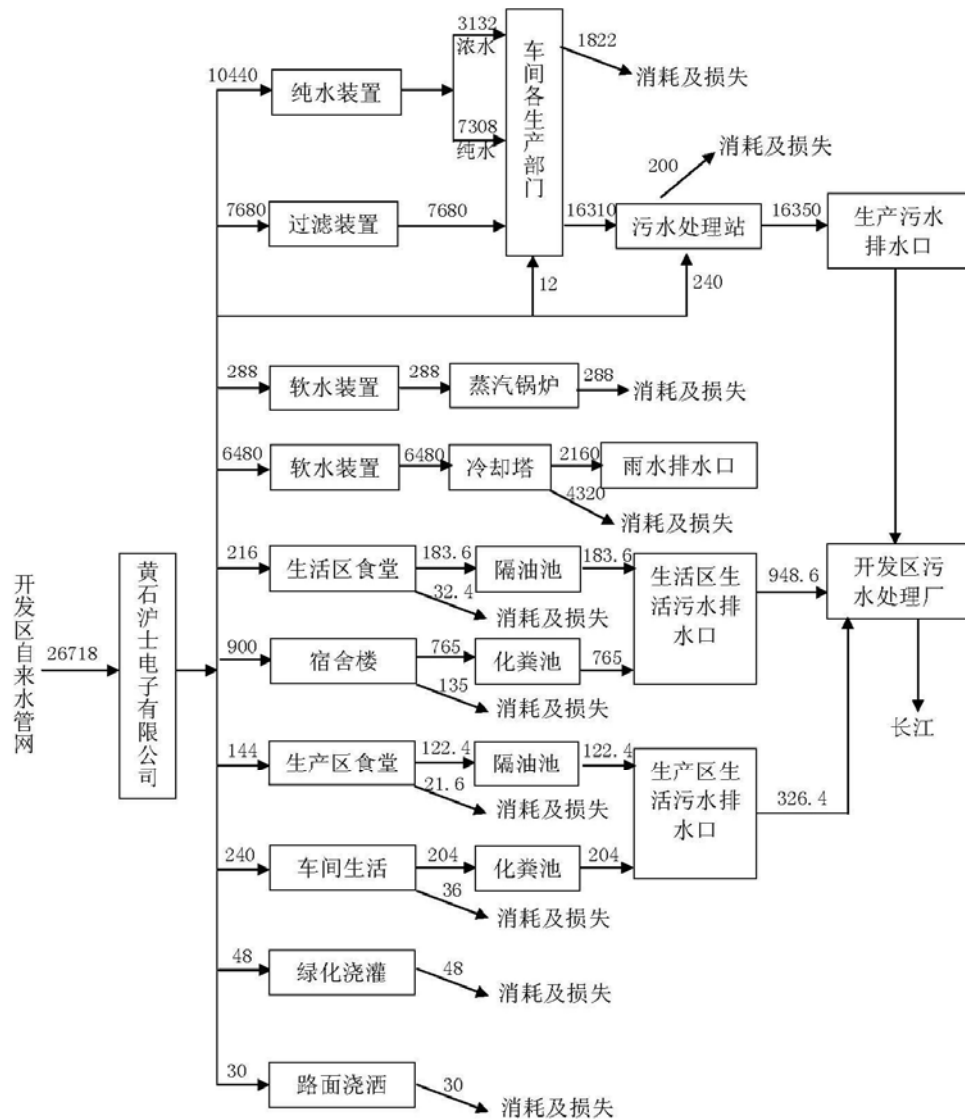 3132
浓水
10440
纯水装置
7308
纯水
车间各生产部门
1822
消耗及损失
7680
过滤装置
7680
16310
污水处理站
200
消耗及损失
16350
生产污水
排水口
12
240
288
软水装置
288
蒸汽锅炉
288
消耗及损失
6480
软水装置
6480
冷却塔
2160
雨水排水口
4320
消耗及损失
开发区自来水管网
26718
黄石沪士电子有限公司
216
生活区食堂
183.6
隔油池
183.6
32.4
消耗及损失
900
宿舍楼
765
化粪池
765
135
消耗及损失
生活区生
活污水排
水口
948.6
开发区污
水处理厂
长江
144
生产区食堂
122.4
隔油池
122.4
21.6
消耗及损失
240
车间生活
204
化粪池
204
36
消耗及损失
生产区生
活污水排
水口
326.4
48
绿化浇灌
48
消耗及损失
30
路面浇洒
30
消耗及损失